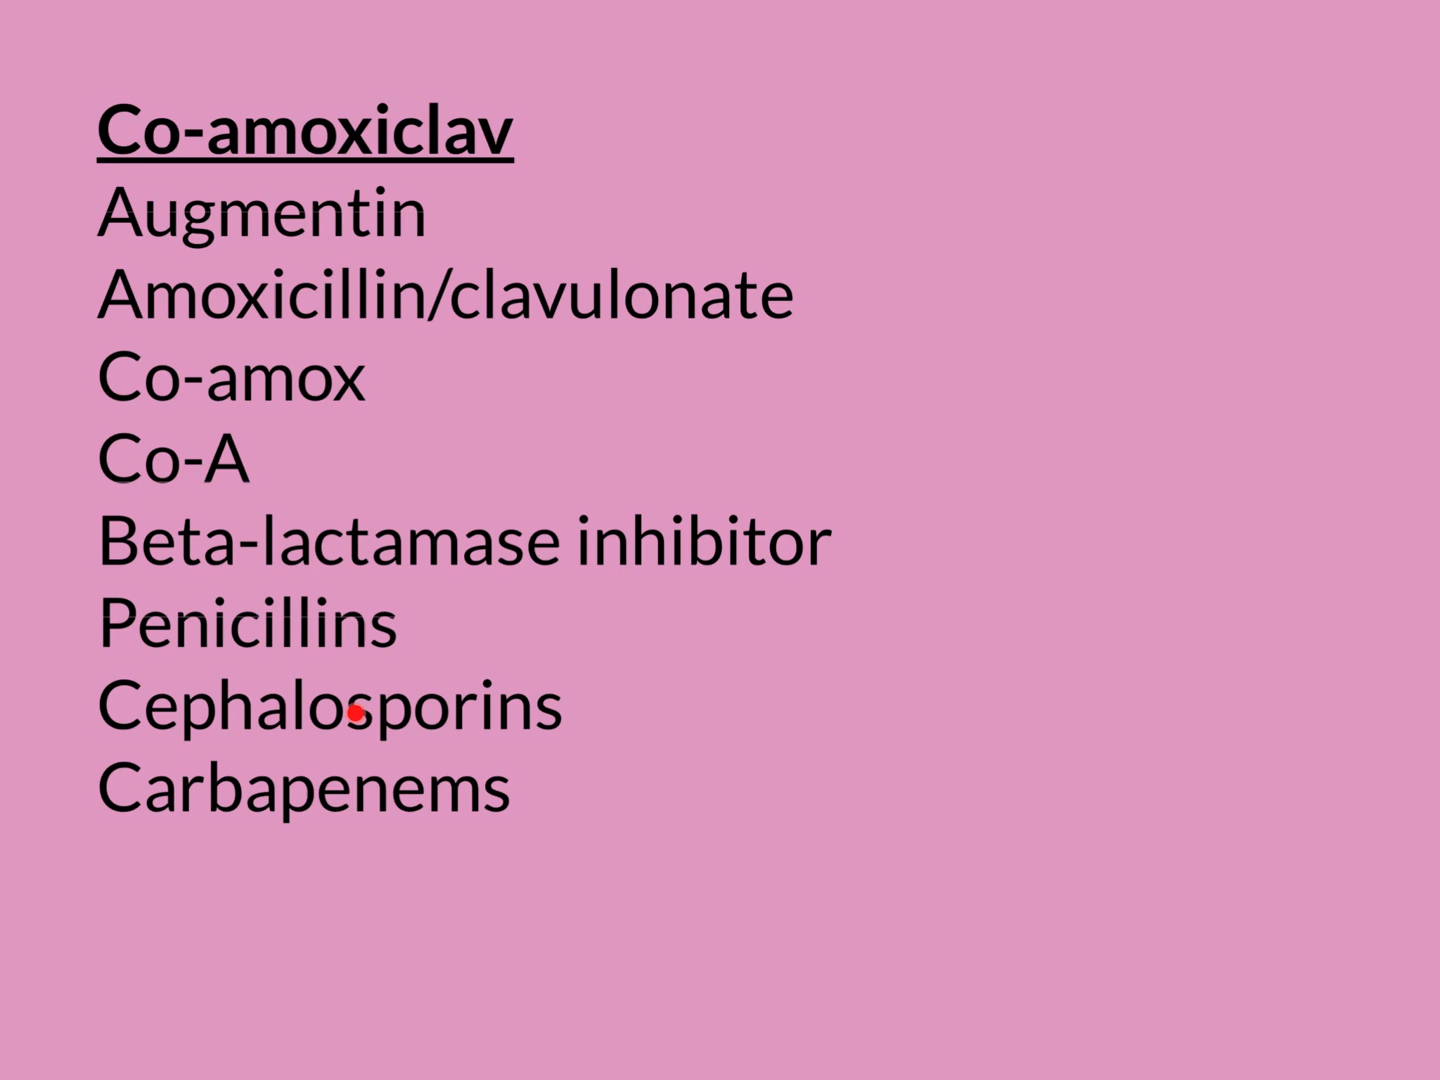 Co-amoxiclav
Augmentin
Amoxicillin/clavulonate
Co-amox
Co-A
Beta-lactamase inhibitor
Penicillins
Cephalosporins
Carbapenems